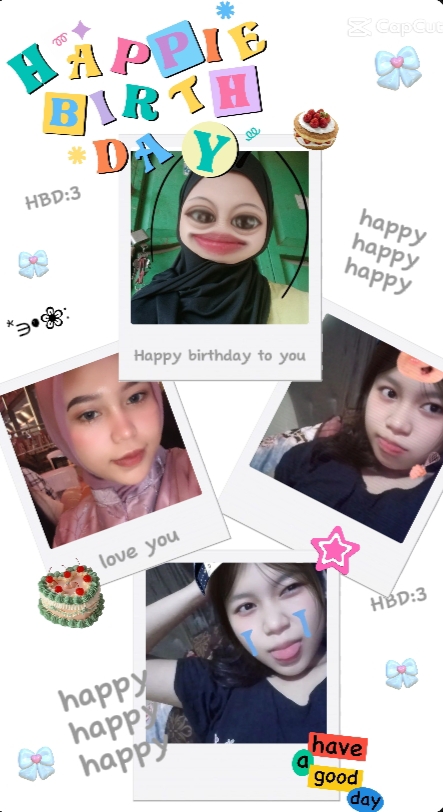 CapCut
HAPPIE
BIRTH
DAY
HBD:3
happy
happy
happy
Happy birthday to you
love you
HBD:3
happy
happy
happy
have
a
good
day